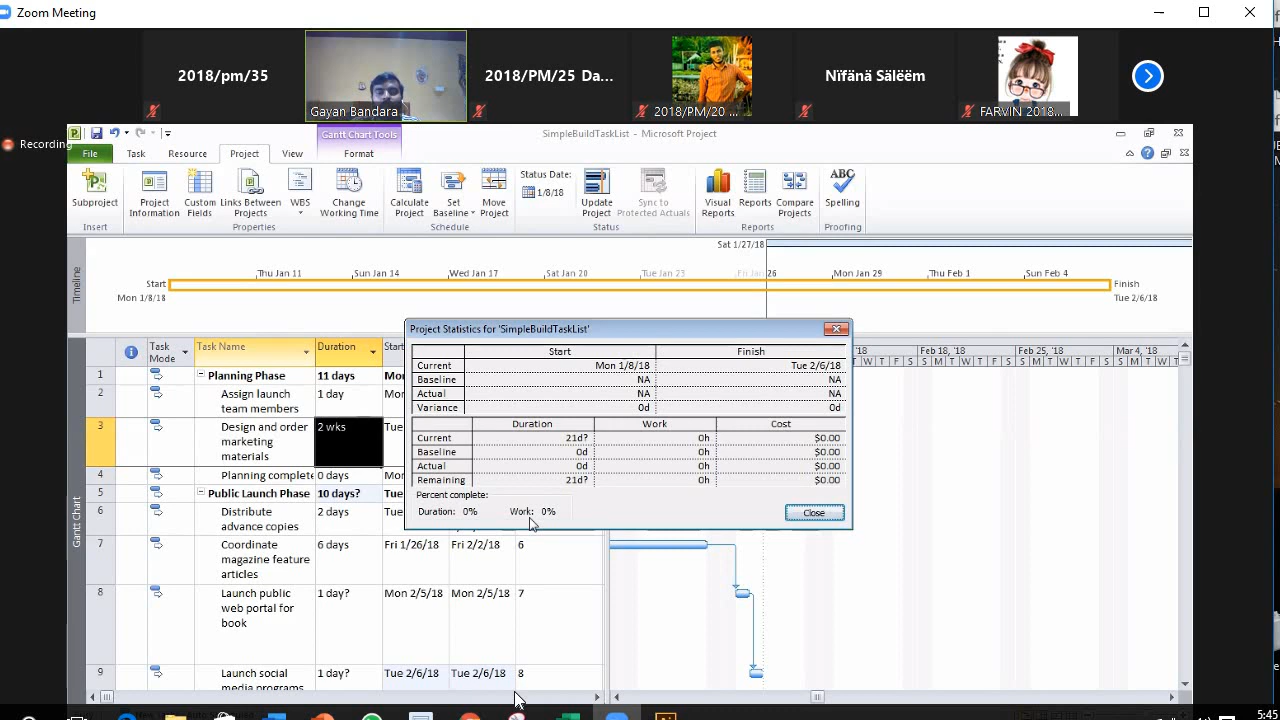 Zoom Meeting
2018/pm/35
Gayan Bandara
2018/PM/25 Da...
2018/PM/20 ...
Nïfänä Sälëëm
FARVIN 2018...
Recording
SimpleBuildTaskList - Microsoft Project
Gantt Chart Tools
File Task Resource Project View Format
Subproject
Project Information
Custom Fields
Links Between Projects
WBS
Change Working Time
Calculate Project
Set Baseline
Move Project
Status Date:
1/8/18
Update Project
Sync to Protected Actuals
Visual Reports
Reports
Compare Projects
ABC
Spelling
Insert Properties Schedule Status Reports Proofing
Timeline
Sat 1/27/18
Thu Jan 11 Sun Jan 14 Wed Jan 17 Sat Jan 20 Tue Jan 23 Fri Jan 26 Mon Jan 29 Thu Feb 1 Sun Feb 4
Start
Mon 1/8/18
Finish
Tue 2/6/18
Gantt Chart
Task Mode Task Name Duration Start
Feb 18, '18 Feb 25, '18 Mar 4, '18
W T F S S M T W T F S S M T W T F S S M T W T
1 Planning Phase 11 days Mo
2 Assign launch team members 1 day Mo
3 Design and order marketing materials 2 wks Tue
4 Planning complete 0 days Mo
5 Public Launch Phase 10 days? Tue
6 Distribute advance copies 2 days Tue
7 Coordinate magazine feature articles 6 days Fri 1/26/18 Fri 2/2/18 6
8 Launch public web portal for book 1 day? Mon 2/5/18 Mon 2/5/18 7
9 Launch social media programs 1 day? Tue 2/6/18 Tue 2/6/18 8
Project Statistics for 'SimpleBuildTaskList'
Start Finish
Current Mon 1/8/18 Tue 2/6/18
Baseline NA NA
Actual NA NA
Variance 0d 0d
Duration Work Cost
Current 21d? 0h $0.00
Baseline 0d 0h $0.00
Actual 0d 0h $0.00
Remaining 21d? 0h $0.00
Percent complete:
Duration: 0% Work: 0%
Close
5:45